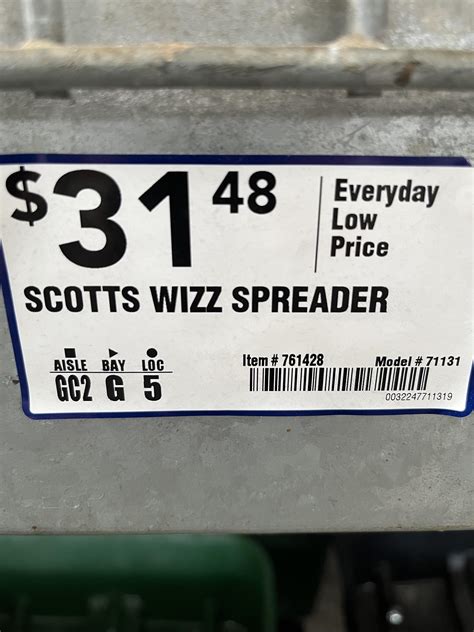 $31 48
Everyday
Low
Price
SCOTTS WIZZ SPREADER
AISLE BAY LOC
GC2 G 5
Item # 761428 Model # 71131
0032247711319